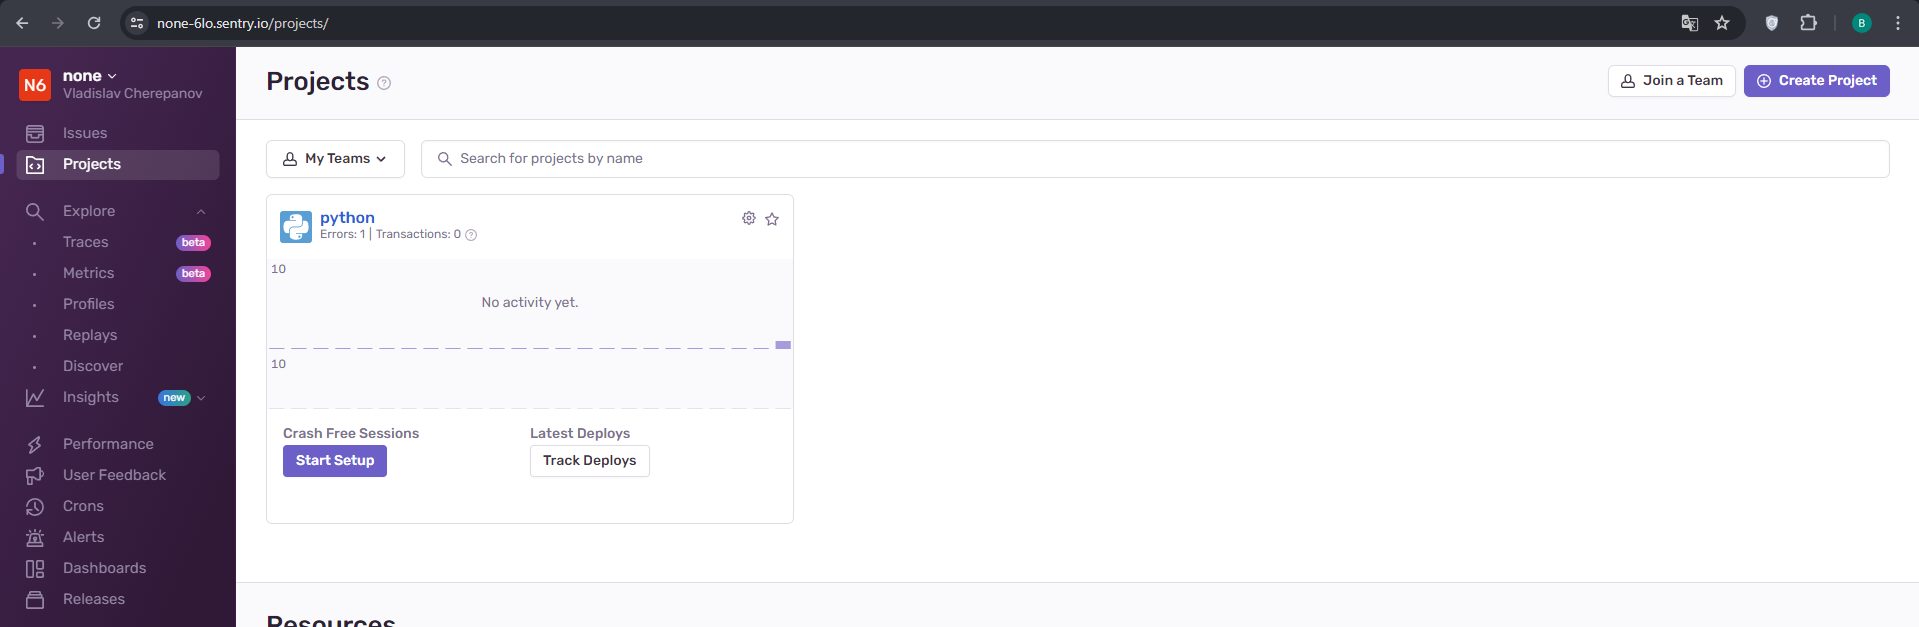 none-6lo.sentry.io/projects/
B
N6
none
Vladislav Cherepanov
Issues
Projects
Explore
Traces beta
Metrics beta
Profiles
Replays
Discover
Insights new
Performance
User Feedback
Crons
Alerts
Dashboards
Releases
Projects ?
Join a Team
Create Project
My Teams
Search for projects by name
python
Errors: 1 | Transactions: 0 ?
10
No activity yet.
10
Crash Free Sessions
Start Setup
Latest Deploys
Track Deploys
Resources